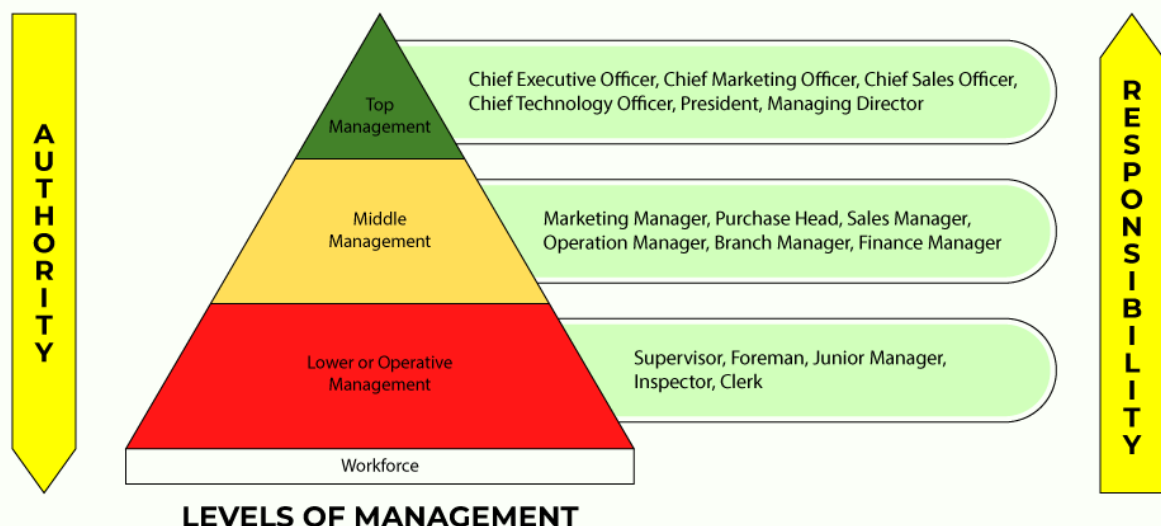 AUTHORITY
Top
Management
Chief Executive Officer, Chief Marketing Officer, Chief Sales Officer,
Chief Technology Officer, President, Managing Director
Middle
Management
Marketing Manager, Purchase Head, Sales Manager,
Operation Manager, Branch Manager, Finance Manager
Lower or Operative
Management
Supervisor, Foreman, Junior Manager,
Inspector, Clerk
Workforce
RESPONSIBILITY
LEVELS OF MANAGEMENT